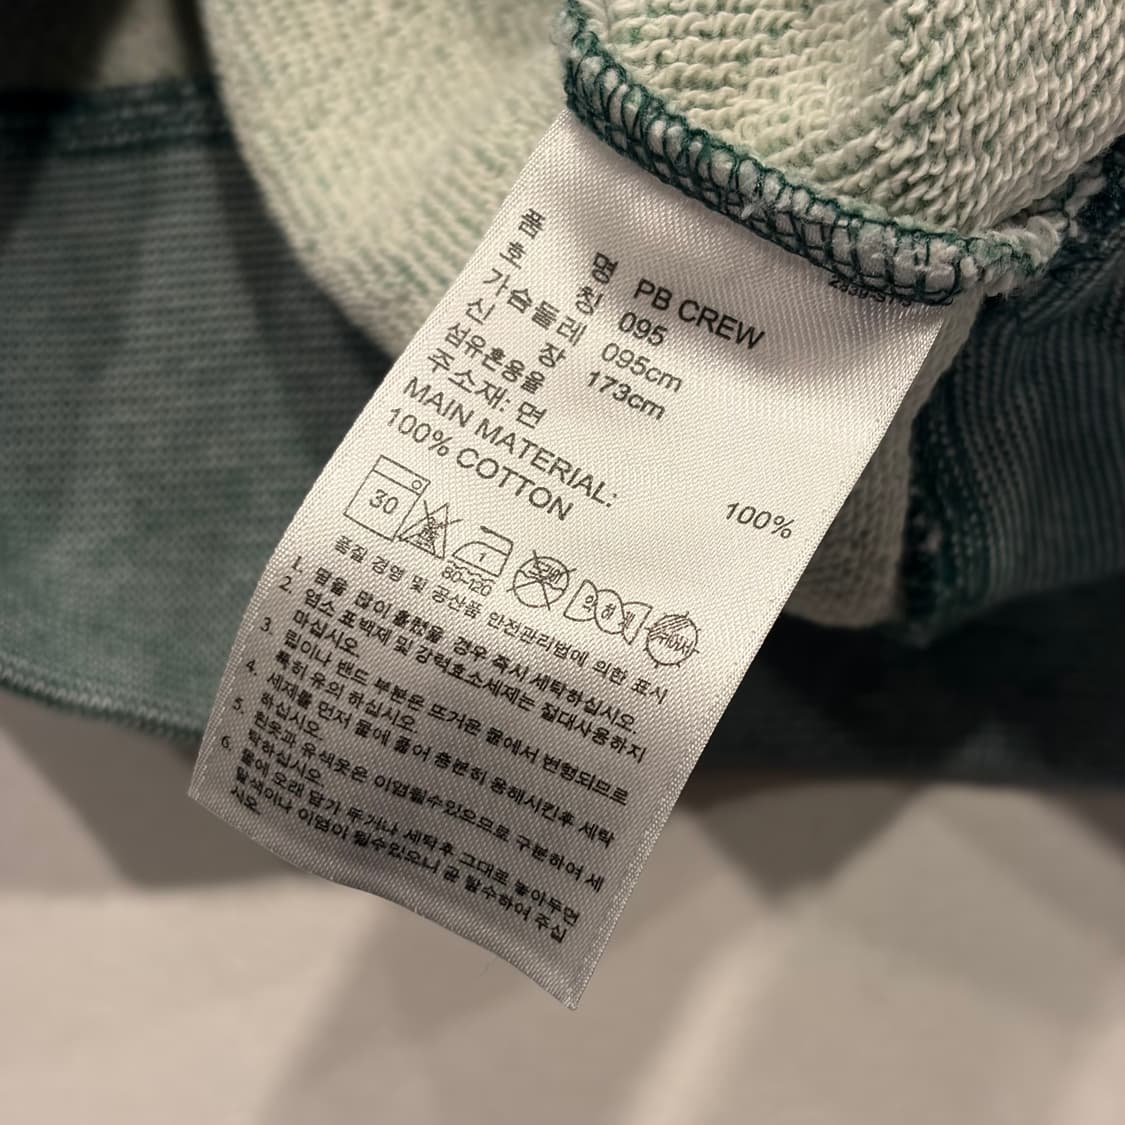 품 명 PB CREW
호 칭 095
가슴둘레 095cm
신 장 173cm
섬유혼용율
주소재: 면 100%
MAIN MATERIAL:
100% COTTON
30
80~120
품질 경영 및 공산품 안전관리법에 의한 표시
1. 땀을 많이 흘렸을 경우 즉시 세탁하십시오.
2. 염소 표백제 및 강력효소세제는 절대사용하지
마십시오.
3. 립이나 밴드 부분은 뜨거운 물에서 변형되므로
특히 유의 하십시오.
4. 세제를 먼저 물에 풀어 충분히 용해시킨후 세탁
하십시오.
5. 흰옷과 유색옷은 이염될수있으므로 구분하여 세
탁하십시오.
6. 물에 오래 담가 두거나 세탁후 그대로 놓아두면
탈색이나 이염이 될수있으니 곧 탈수하여 주십
시오.